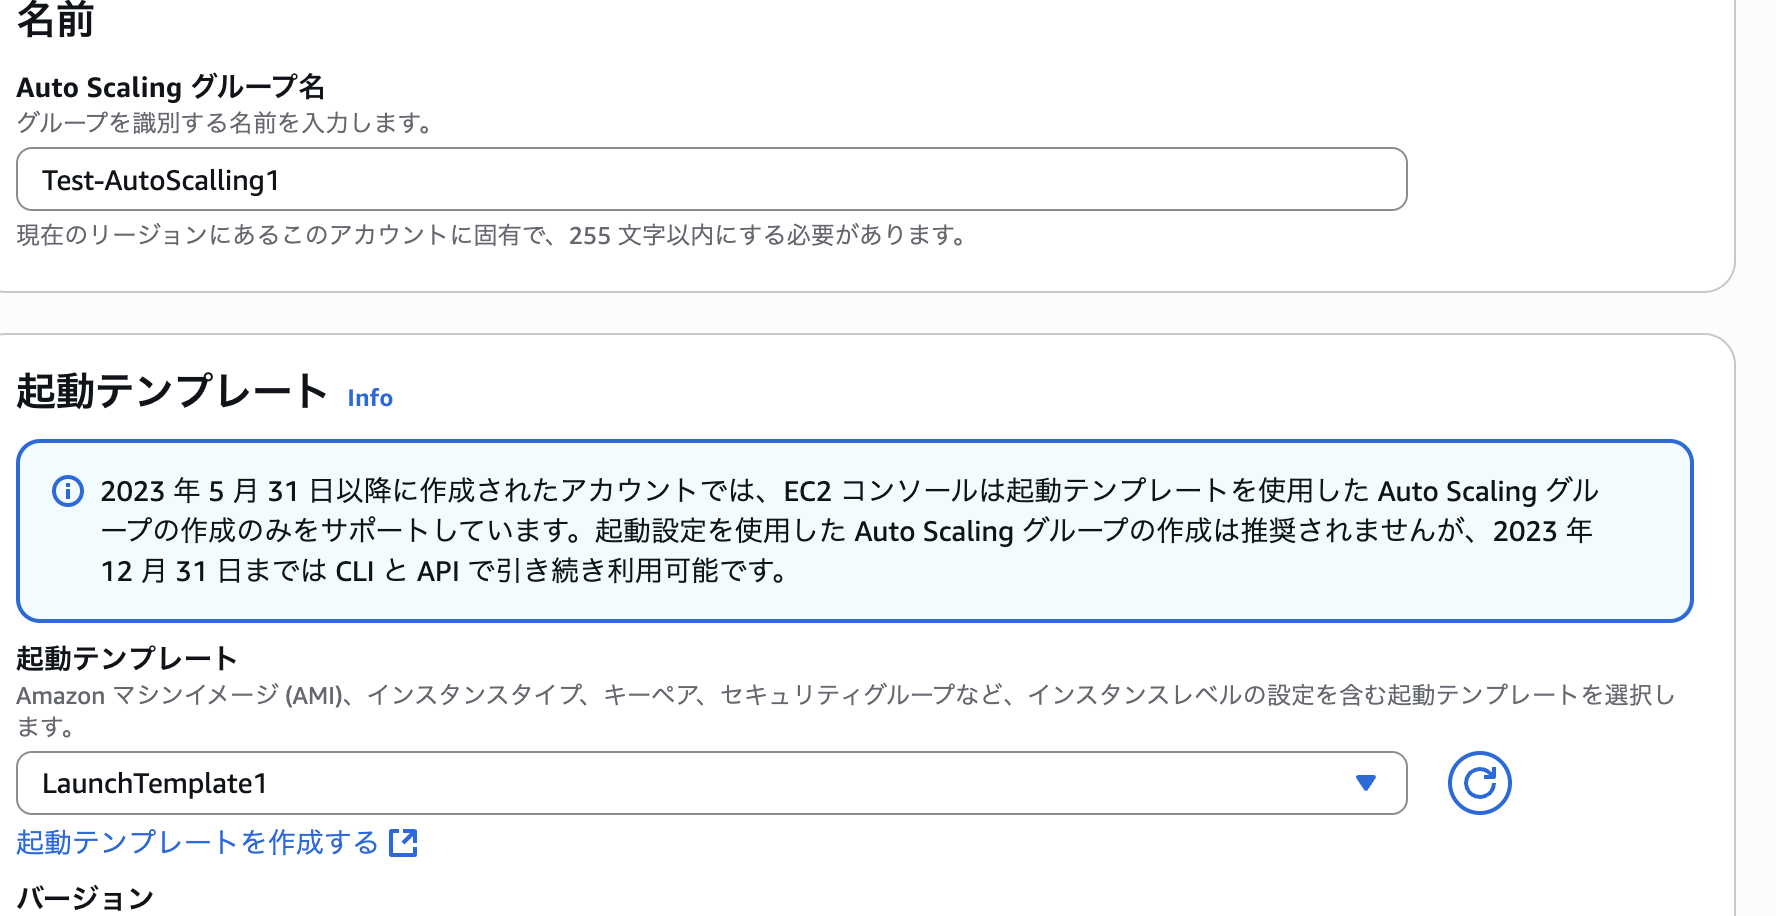 名前
Auto Scaling グループ名
グループを識別する名前を入力します。
Test-AutoScalling1
現在のリージョンにあるこのアカウントに固有で、255 文字以内にする必要があります。
起動テンプレート Info
2023 年 5 月 31 日以降に作成されたアカウントでは、EC2 コンソールは起動テンプレートを使用した Auto Scaling グル
ープの作成のみをサポートしています。起動設定を使用した Auto Scaling グループの作成は推奨されませんが、2023 年
12 月 31 日までは CLI と API で引き続き利用可能です。
起動テンプレート
Amazon マシンイメージ (AMI)、インスタンスタイプ、キーペア、セキュリティグループなど、インスタンスレベルの設定を含む起動テンプレートを選択し
ます。
LaunchTemplate1
起動テンプレートを作成する
バージョン